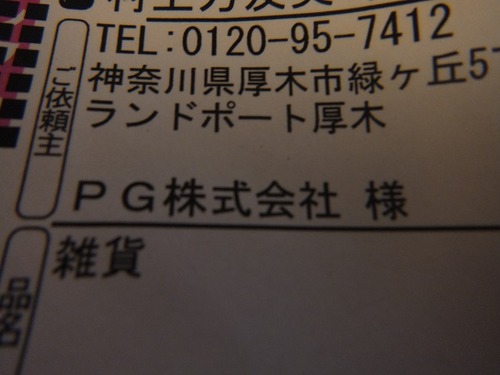 TEL:0120-95-7412
ご依頼主
神奈川県厚木市緑ヶ丘5
ランドポート厚木
PG株式会社 様
品名
雑貨